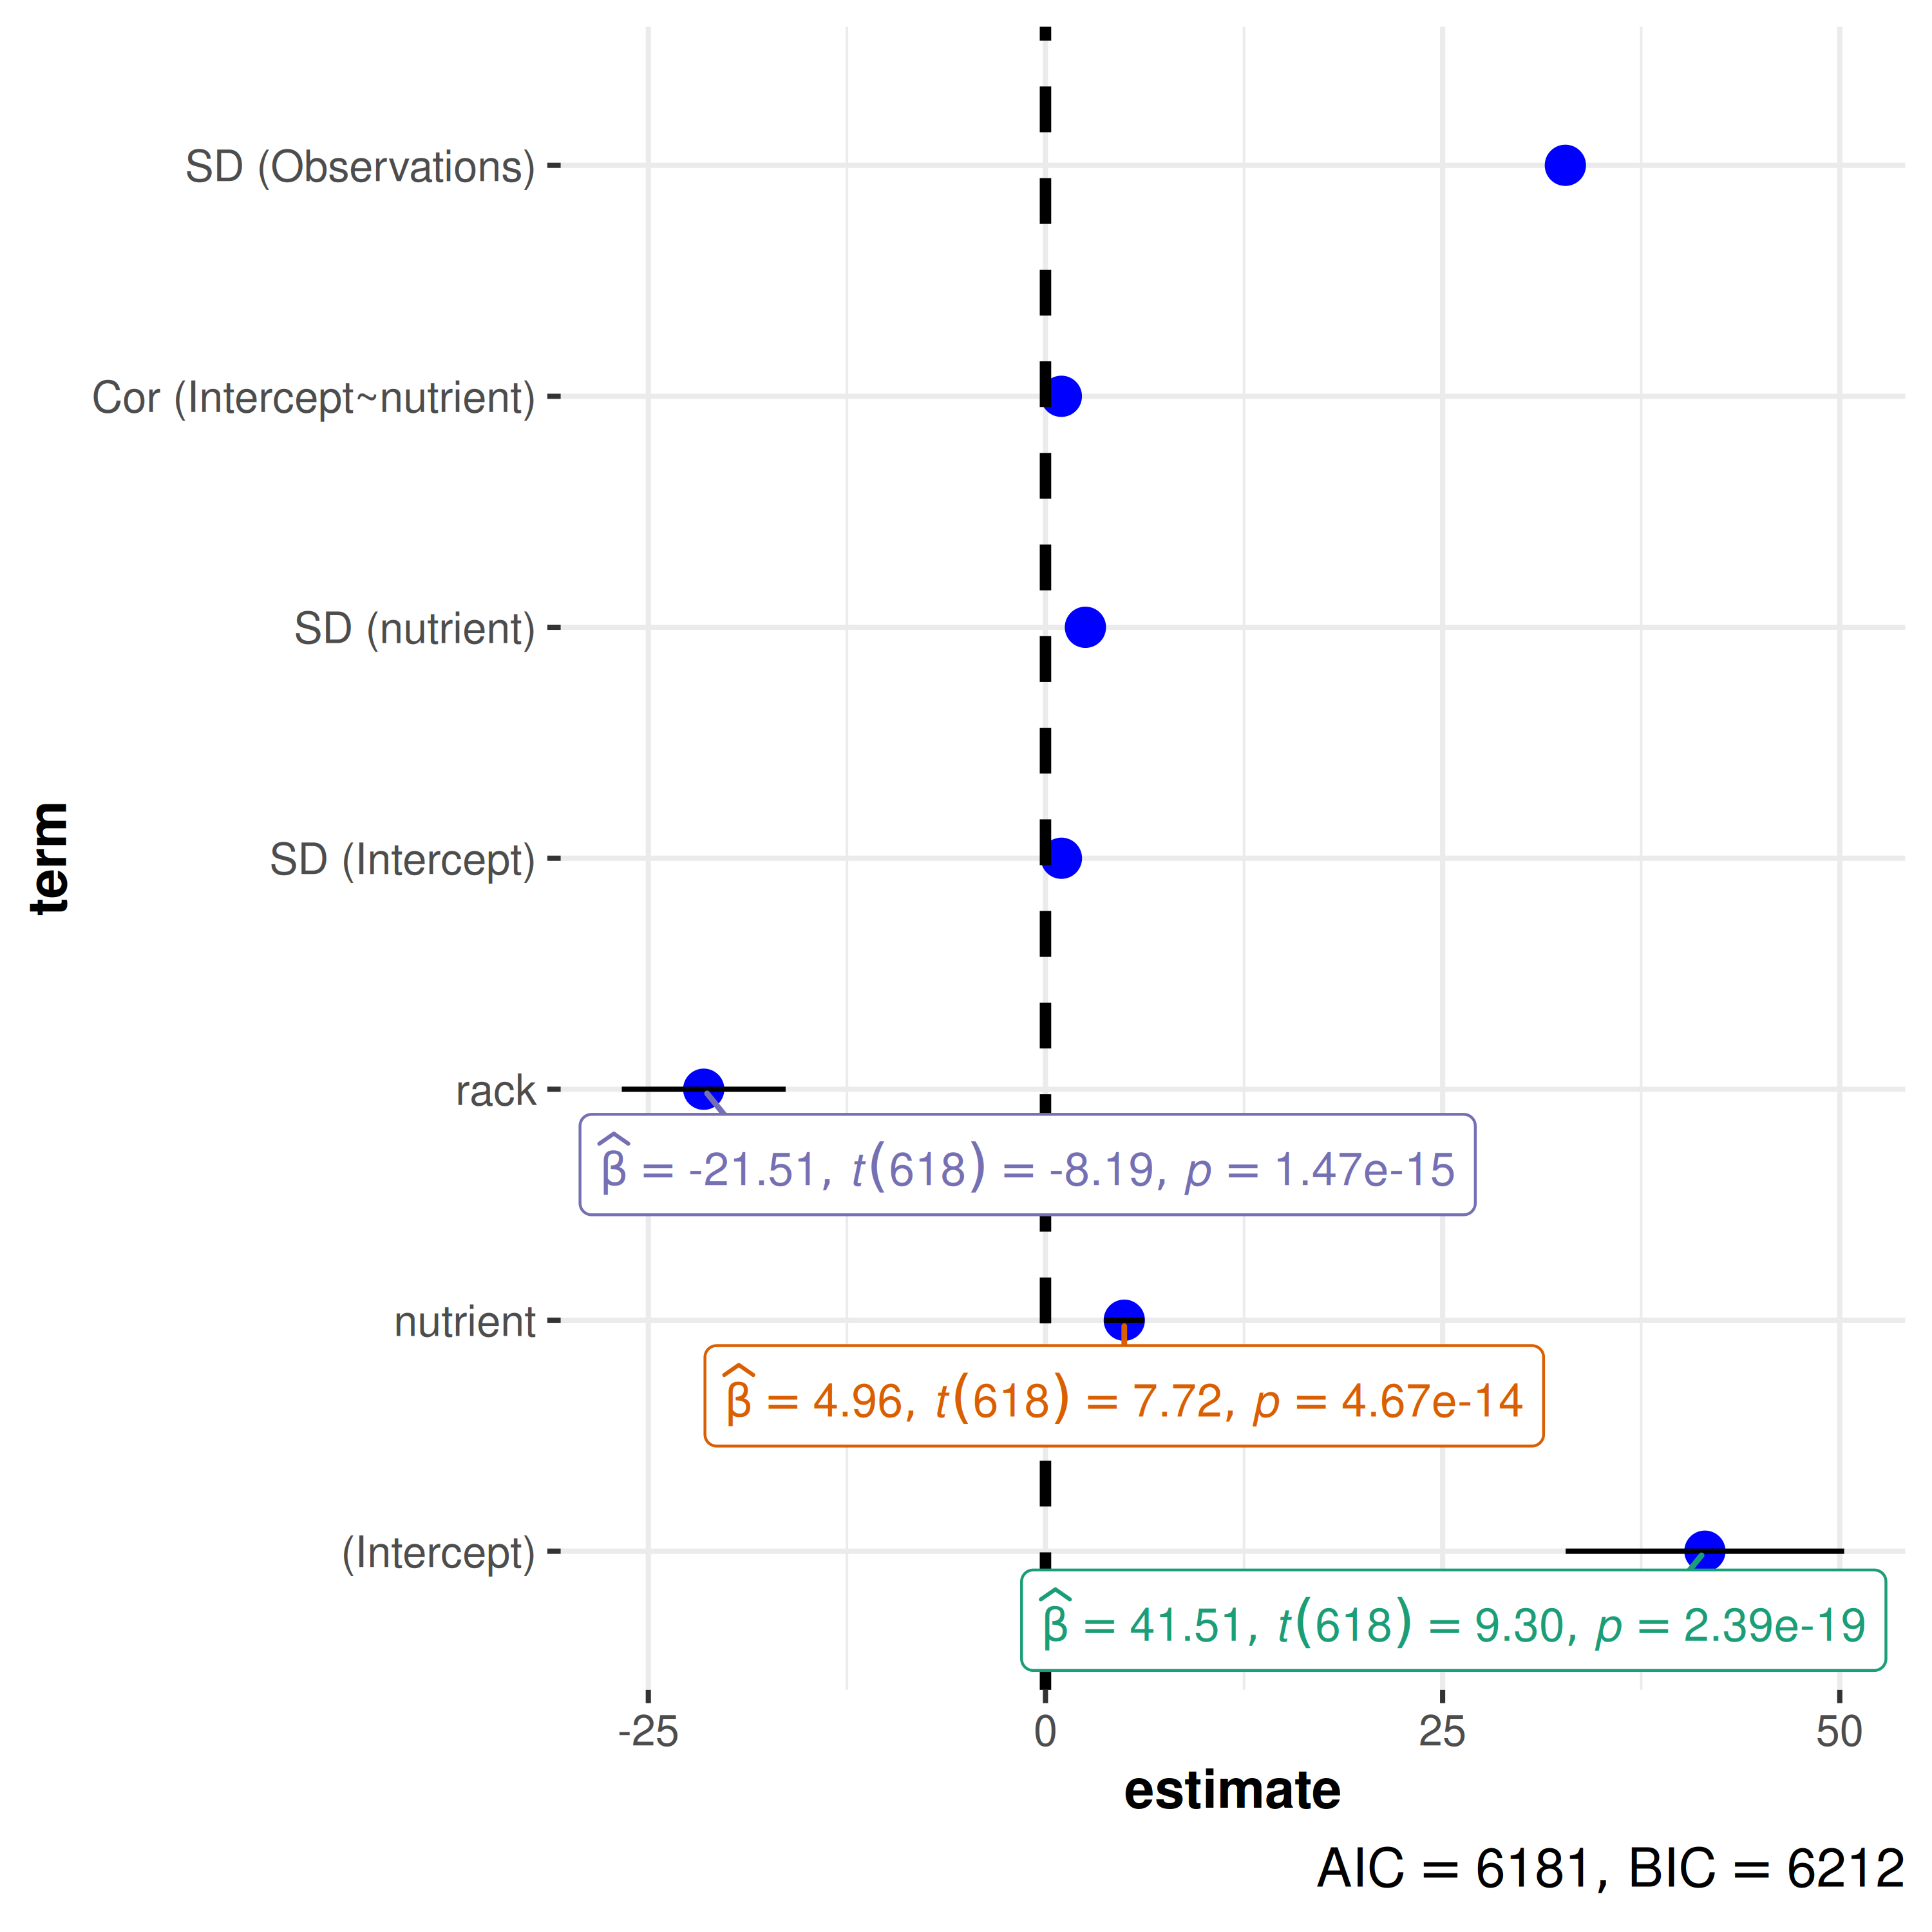 SD (Observations)
Cor (Intercept~nutrient)
SD (nutrient)
SD (Intercept)
term
rack
β̂ = -21.51, t(618) = -8.19, p = 1.47e-15
nutrient
β̂ = 4.96, t(618) = 7.72, p = 4.67e-14
(Intercept)
β̂ = 41.51, t(618) = 9.30, p = 2.39e-19
-25 0 25 50
estimate
AIC = 6181, BIC = 6212